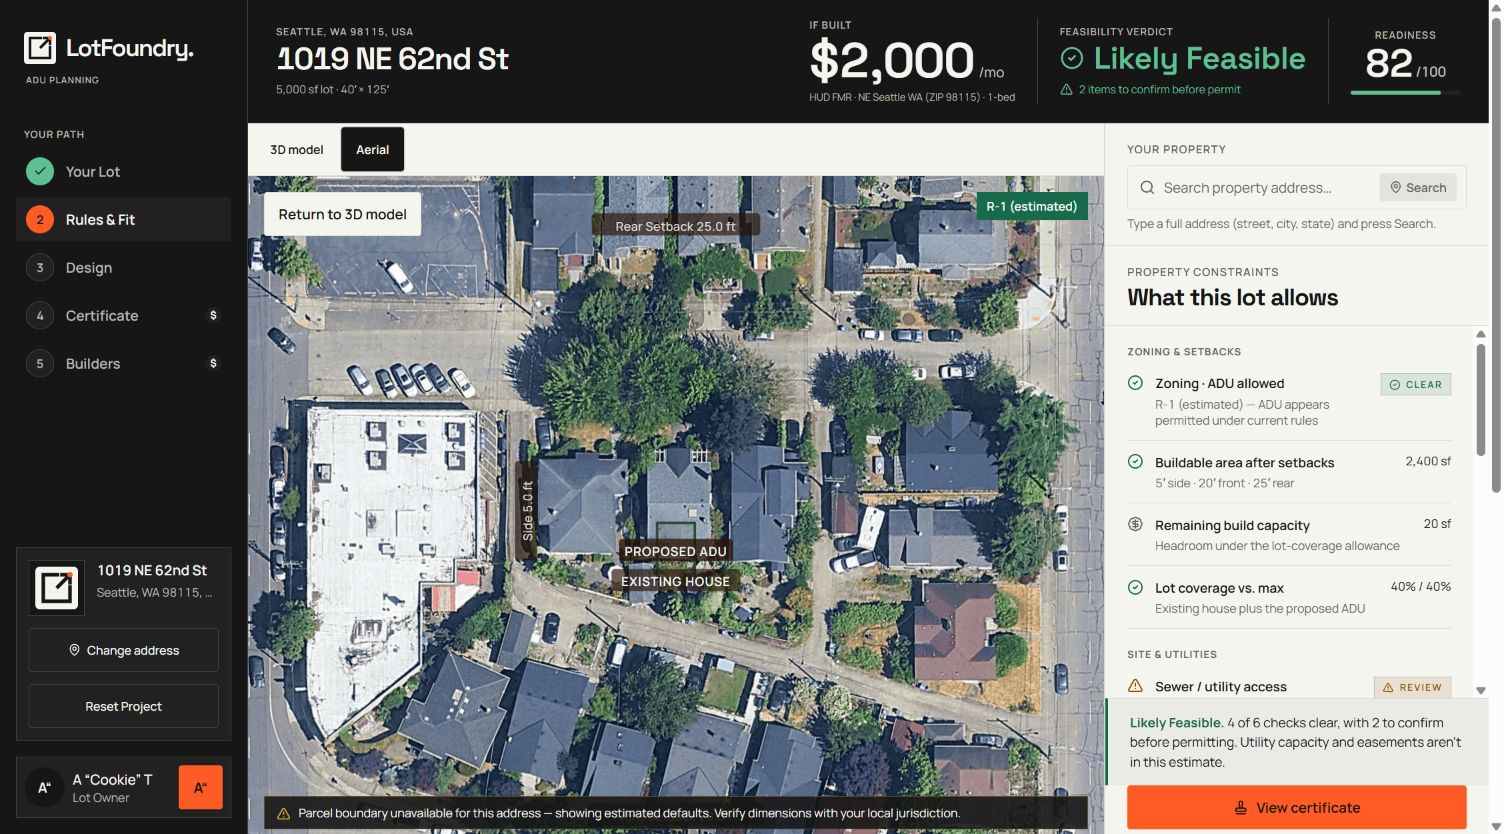 LotFoundry.
ADU PLANNING
YOUR PATH
Your Lot
2 Rules & Fit
3 Design
4 Certificate $
5 Builders $
1019 NE 62nd St
Seattle, WA 98115, ...
Change address
Reset Project
A“ A “Cookie” T A“
Lot Owner
SEATTLE, WA 98115, USA
1019 NE 62nd St
5,000 sf lot · 40′ × 125′
IF BUILT
$2,000 /mo
HUD FMR · NE Seattle WA (ZIP 98115) · 1-bed
FEASIBILITY VERDICT
Likely Feasible
2 items to confirm before permit
READINESS
82 /100
3D model Aerial
Return to 3D model
R-1 (estimated)
Rear Setback 25.0 ft
Side 5.0 ft
PROPOSED ADU
EXISTING HOUSE
Parcel boundary unavailable for this address — showing estimated defaults. Verify dimensions with your local jurisdiction.
YOUR PROPERTY
Search property address... Search
Type a full address (street, city, state) and press Search.
PROPERTY CONSTRAINTS
What this lot allows
ZONING & SETBACKS
Zoning · ADU allowed CLEAR
R-1 (estimated) — ADU appears
permitted under current rules
Buildable area after setbacks 2,400 sf
5′ side · 20′ front · 25′ rear
Remaining build capacity 20 sf
Headroom under the lot-coverage allowance
Lot coverage vs. max 40% / 40%
Existing house plus the proposed ADU
SITE & UTILITIES
Sewer / utility access REVIEW
Likely Feasible. 4 of 6 checks clear, with 2 to confirm
before permitting. Utility capacity and easements aren't
in this estimate.
View certificate